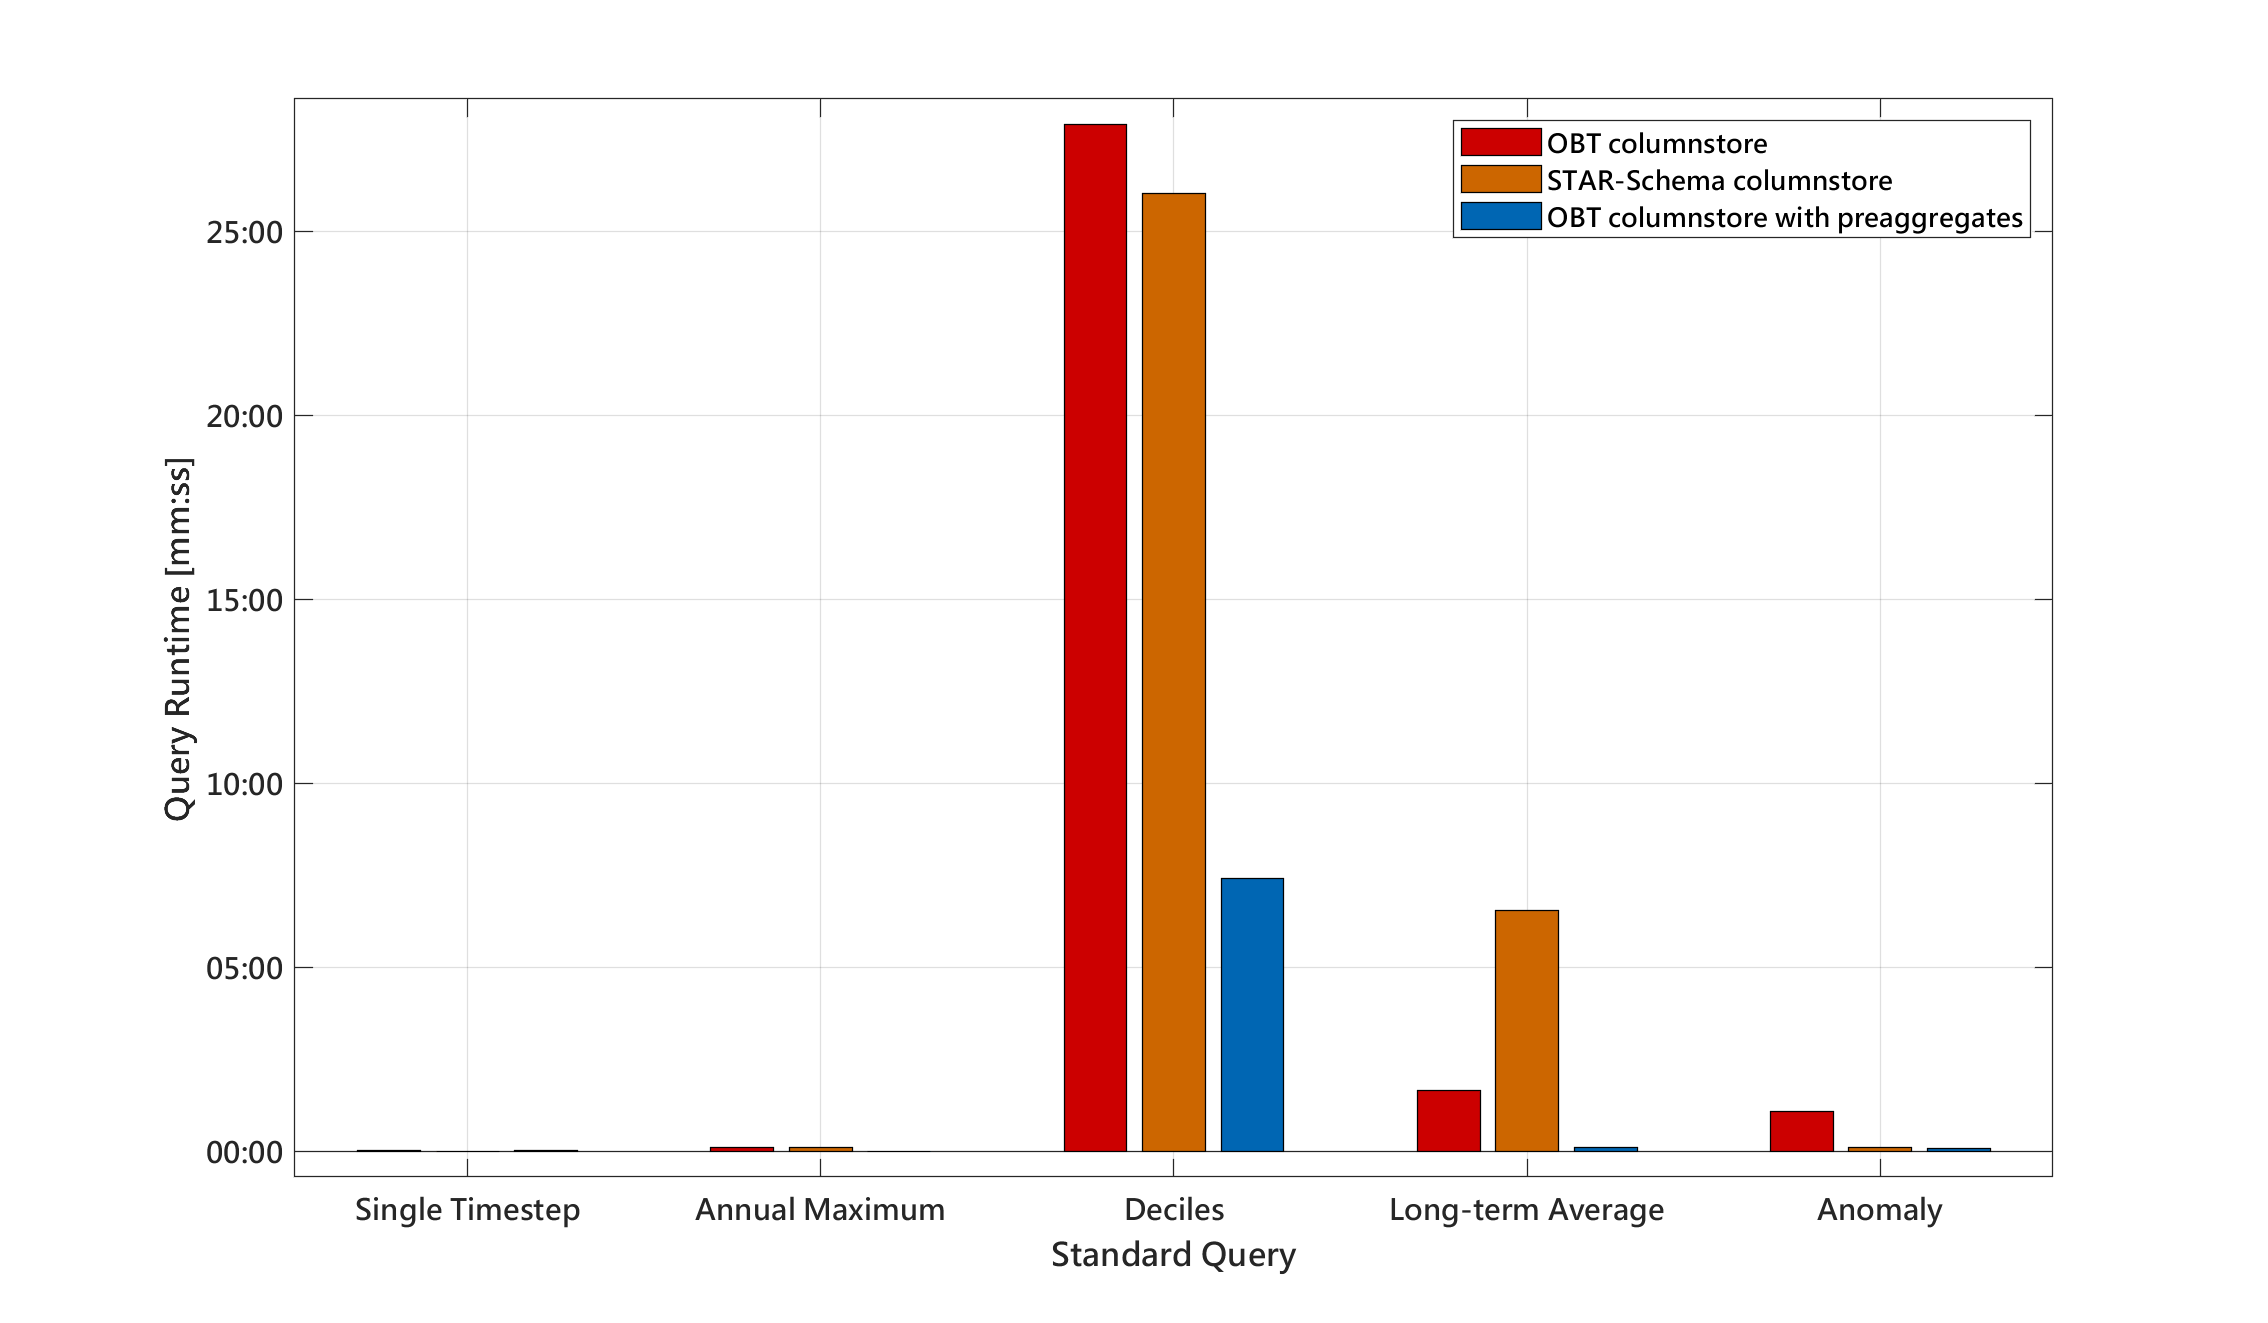 OBT columnstore
STAR-Schema columnstore
OBT columnstore with preaggregates
Query Runtime [mm:ss]
25:00
20:00
15:00
10:00
05:00
00:00
Single Timestep
Annual Maximum
Deciles
Long-term Average
Anomaly
Standard Query